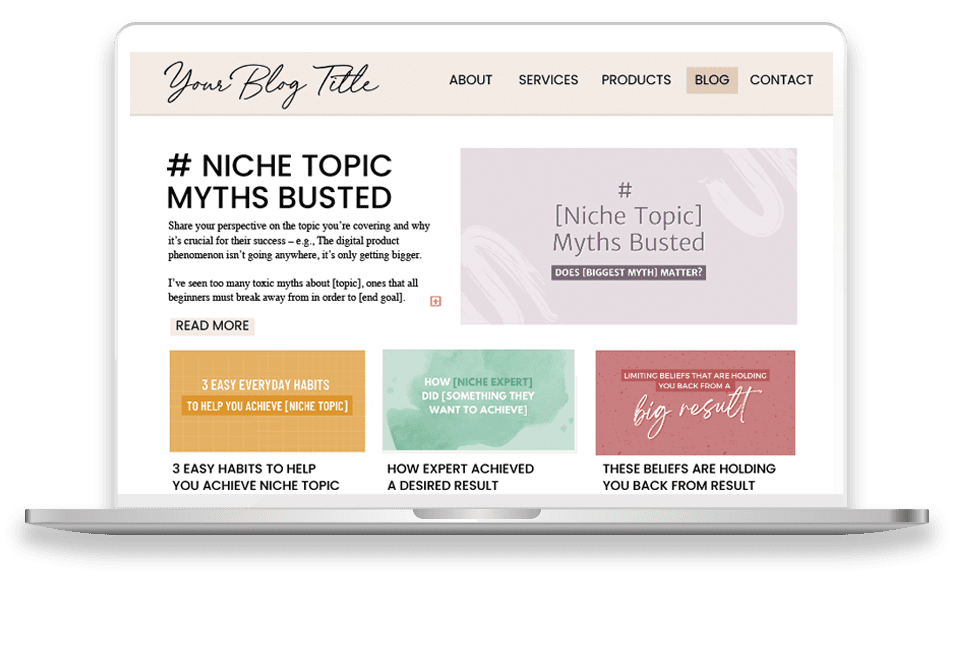 Your Blog Title
ABOUT SERVICES PRODUCTS BLOG CONTACT
# NICHE TOPIC
MYTHS BUSTED
Share your perspective on the topic you're covering and why
it's crucial for their success – e.g., The digital product
phenomenon isn't going anywhere, it's only getting bigger.
I've seen too many toxic myths about [topic], ones that all
beginners must break away from in order to [end goal].
READ MORE
#
[Niche Topic]
Myths Busted
DOES [BIGGEST MYTH] MATTER?
3 EASY EVERYDAY HABITS
TO HELP YOU ACHIEVE [NICHE TOPIC]
3 EASY HABITS TO HELP
YOU ACHIEVE NICHE TOPIC
HOW [NICHE EXPERT]
DID [SOMETHING THEY
WANT TO ACHIEVE]
HOW EXPERT ACHIEVED
A DESIRED RESULT
LIMITING BELIEFS THAT ARE HOLDING
YOU BACK FROM A
big result
THESE BELIEFS ARE HOLDING
YOU BACK FROM RESULT